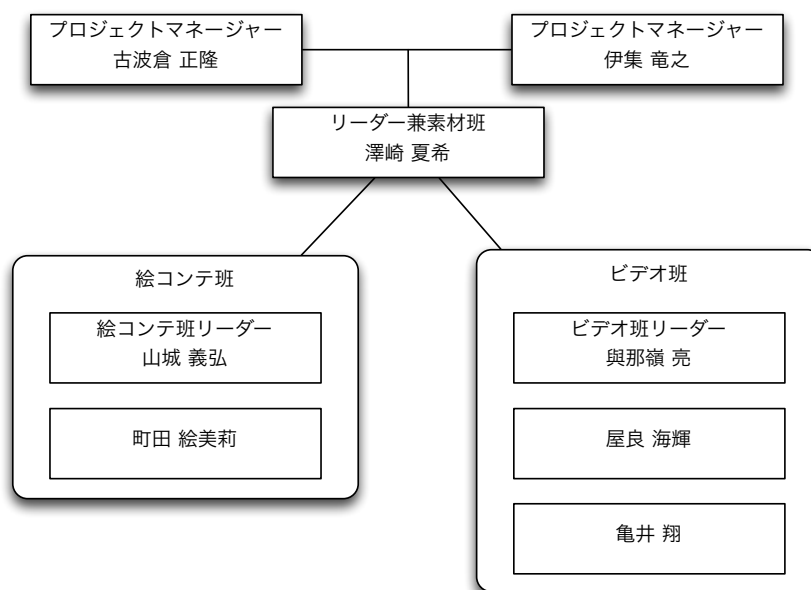 プロジェクトマネージャー
古波倉 正隆
プロジェクトマネージャー
伊集 竜之
リーダー兼素材班
澤崎 夏希
絵コンテ班
絵コンテ班リーダー
山城 義弘
町田 絵美莉
ビデオ班
ビデオ班リーダー
與那嶺 亮
屋良 海輝
亀井 翔